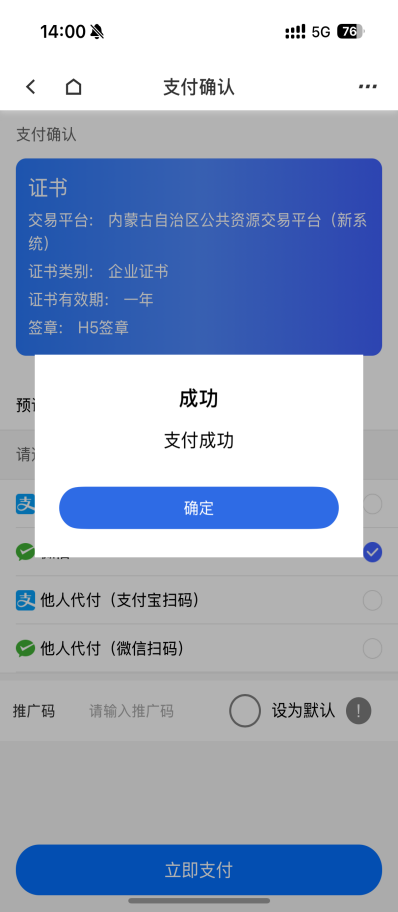 14:00
5G 76
支付确认
支付确认
证书
交易平台： 内蒙古自治区公共资源交易平台（新系
统）
证书类别： 企业证书
证书有效期： 一年
签章： H5签章
成功
支付成功
确定
他人代付（支付宝扫码）
他人代付（微信扫码）
推广码 请输入推广码 设为默认
立即支付